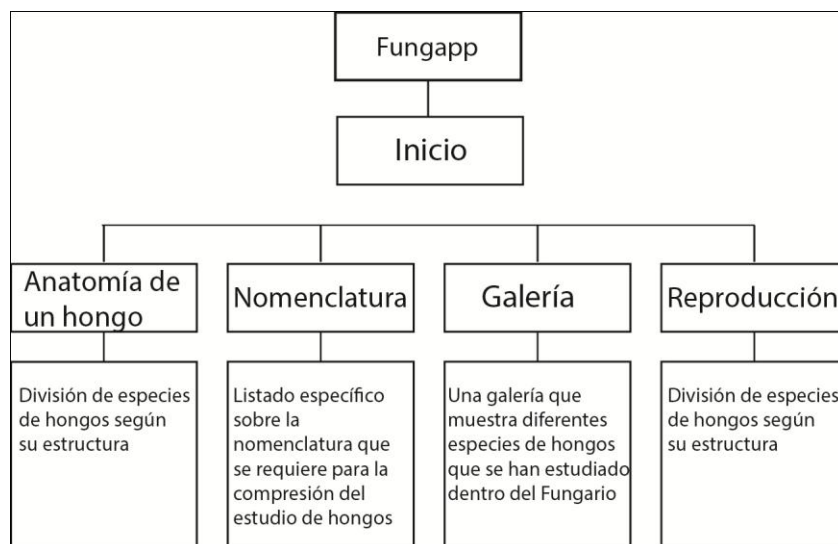 Fungapp
Inicio
Anatomía de
un hongo
Nomenclatura
Galería
Reproducción
División de especies
de hongos según
su estructura
Listado específico
sobre la
nomenclatura que
se requiere para la
compresión del
estudio de hongos
Una galería que
muestra diferentes
especies de hongos
que se han estudiado
dentro del Fungario
División de especies
de hongos según
su estructura